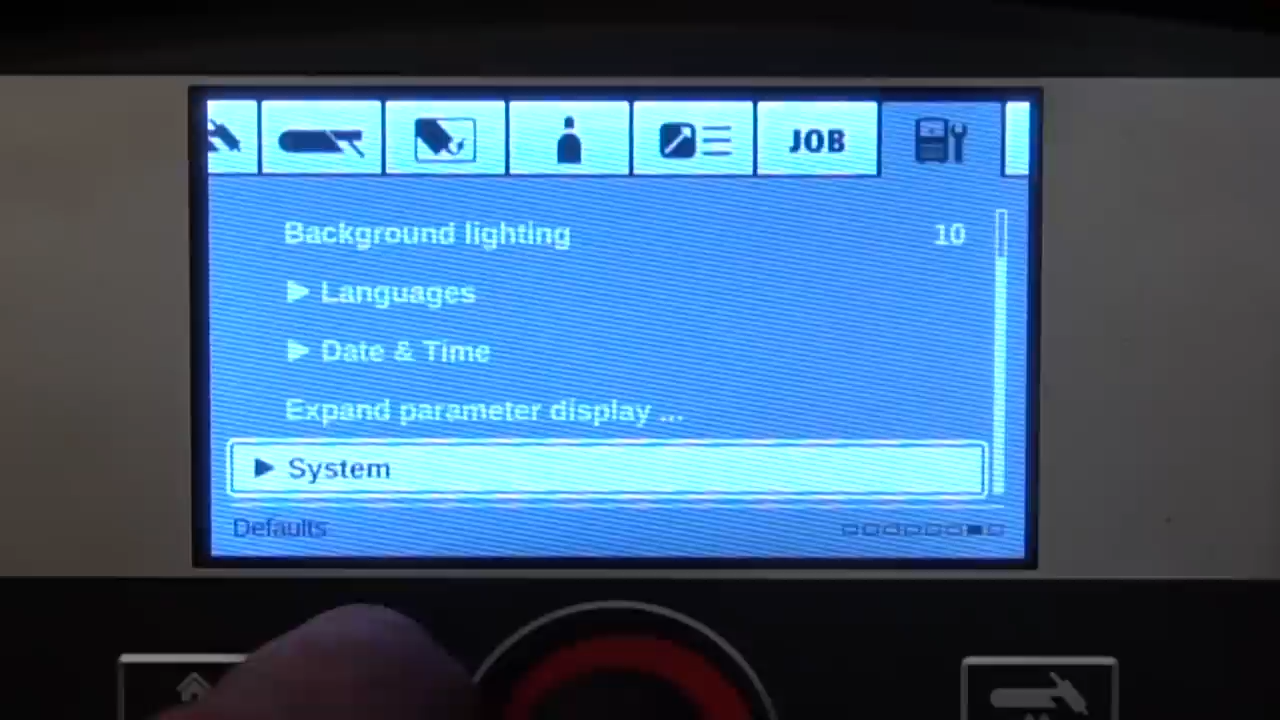 JOB
Background lighting 10
Languages
Date & Time
Expand parameter display ...
System
Defaults